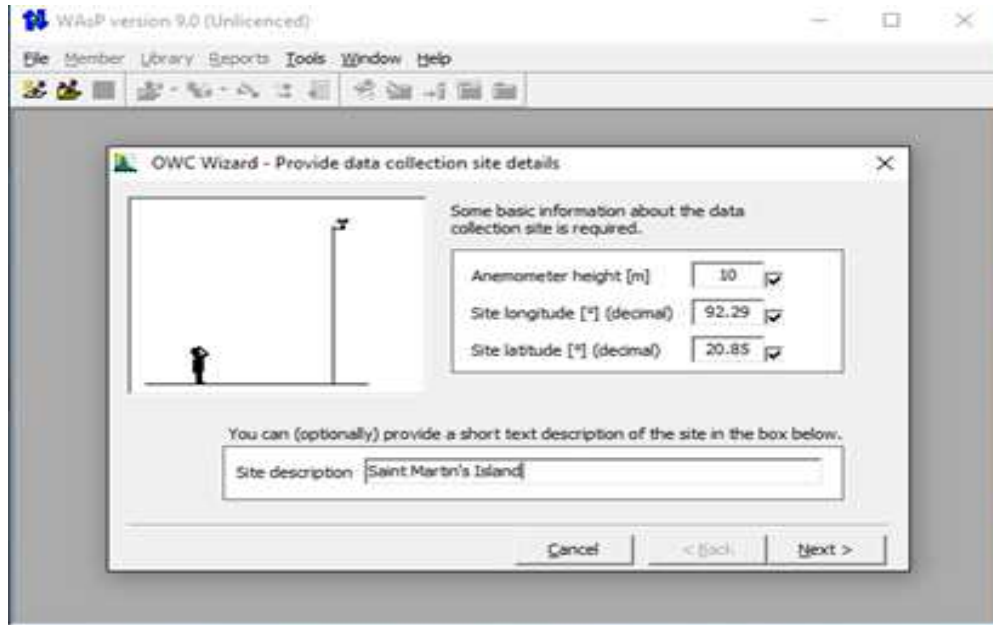 WAsP version 9.0 (Unlicenced)
File Member Library Reports Tools Window Help
OWC Wizard - Provide data collection site details
Some basic information about the data
collection site is required.
Anemometer height [m] 10
Site longitude [°] (decimal) 92.29
Site latitude [°] (decimal) 20.85
You can (optionally) provide a short text description of the site in the box below.
Site description Saint Martin's Island
Cancel < Back Next >